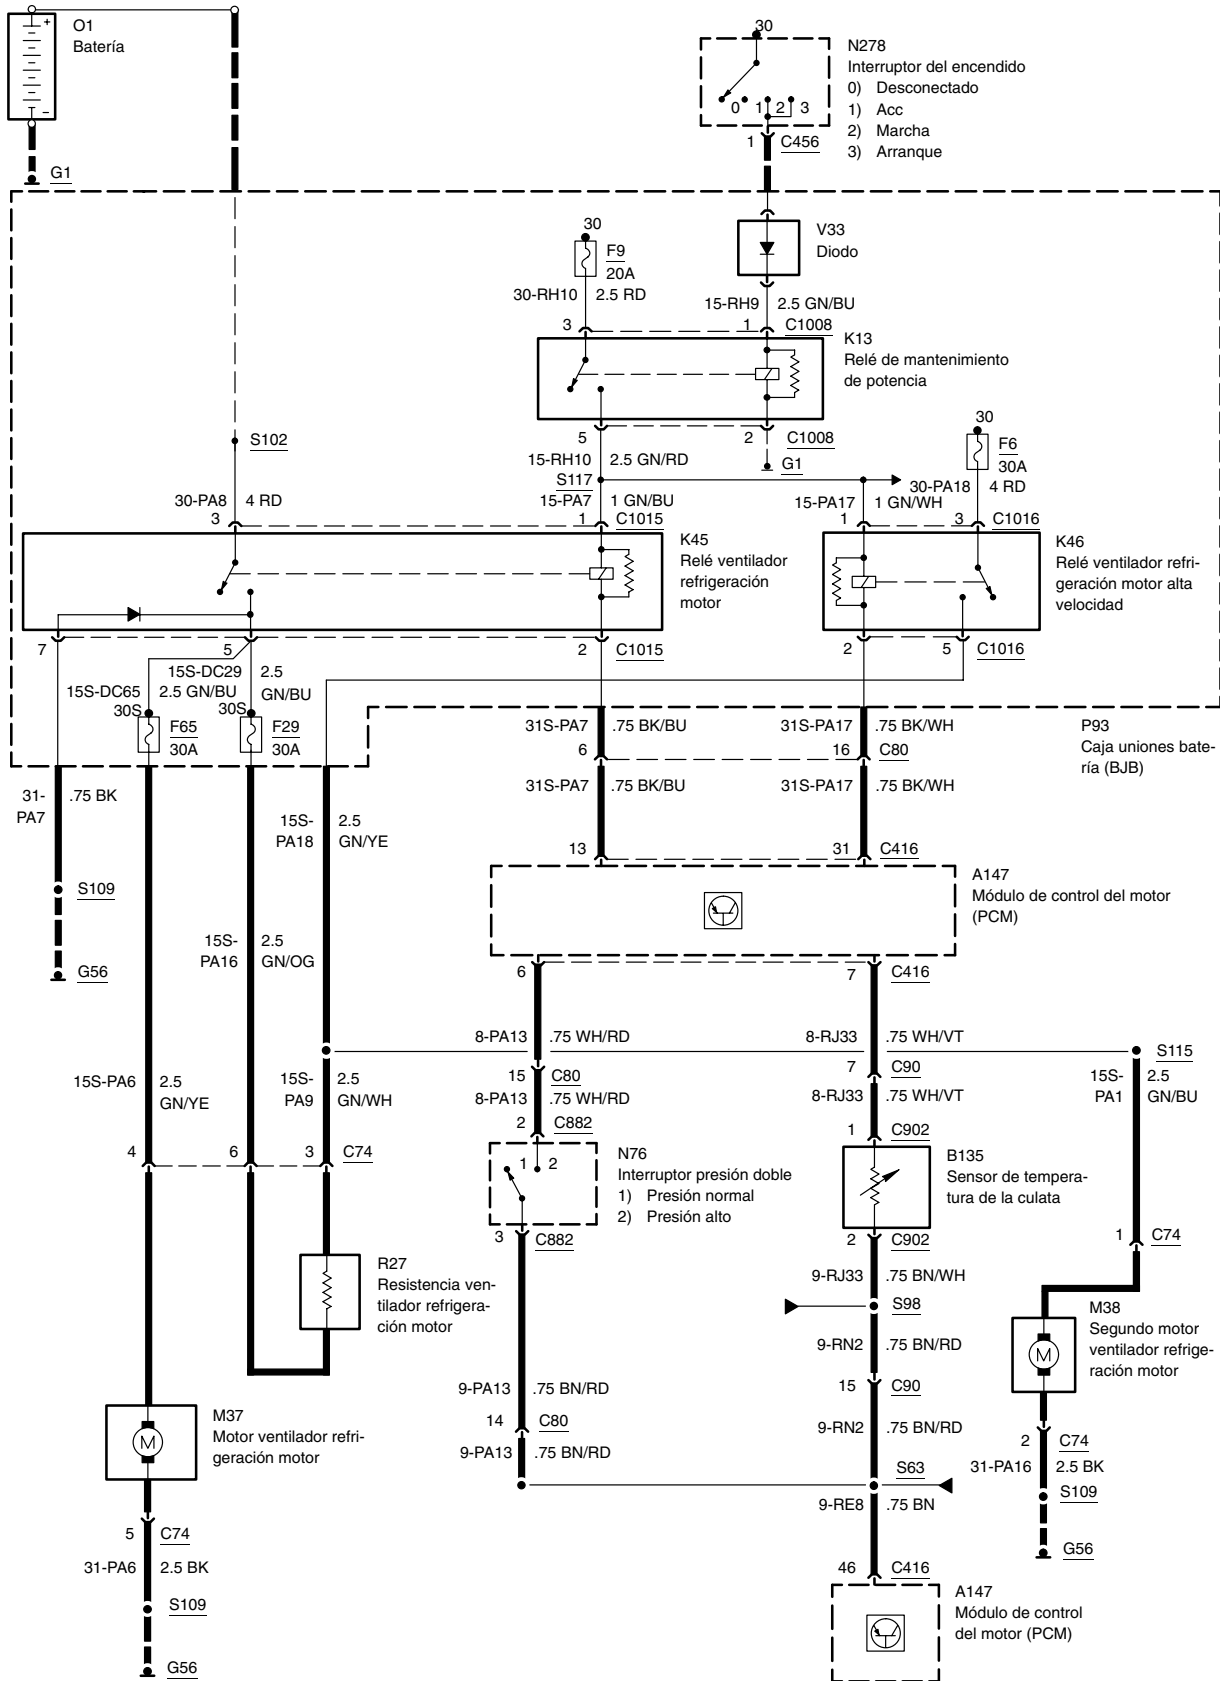 O1
Batería
+
−
G1
30
N278
Interruptor del encendido
0) Desconectado
1) Acc
2) Marcha
3) Arranque
0 1 2 3
1 C456
V33
Diodo
30
F9
20A
30-RH10 2.5 RD
15-RH9 2.5 GN/BU
3 1 C1008
K13
Relé de mantenimiento
de potencia
5 2 C1008
G1
S102
15-RH10 2.5 GN/RD
S117
30
F6
30A
30-PA18 4 RD
30-PA8 4 RD
15-PA7 1 GN/BU
15-PA17 1 GN/WH
3 1 C1015
1 3 C1016
K45
Relé ventilador
refrigeración
motor
K46
Relé ventilador refri-
geración motor alta
velocidad
7 5 2 C1015
2 5 C1016
15S-DC65 2.5 GN/BU
15S-DC29 2.5 GN/BU
30S
F65
30A
30S
F29
30A
31S-PA7 .75 BK/BU
31S-PA17 .75 BK/WH
6 16 C80
P93
Caja uniones bate-
ría (BJB)
31-
PA7
.75 BK
15S-
PA18
2.5
GN/YE
31S-PA7 .75 BK/BU
31S-PA17 .75 BK/WH
13 31 C416
A147
Módulo de control del motor
(PCM)
S109
15S-
PA16
2.5
GN/OG
G56
6 7 C416
8-PA13 .75 WH/RD
8-RJ33 .75 WH/VT
S115
15S-PA6 2.5
GN/YE
15S-
PA9
2.5
GN/WH
15 C80
7 C90
15S-
PA1
2.5
GN/BU
8-PA13 .75 WH/RD
8-RJ33 .75 WH/VT
2 C882
1 C902
4 6 3 C74
1 2
N76
Interruptor presión doble
1) Presión normal
2) Presión alto
B135
Sensor de tempera-
tura de la culata
3 C882
2 C902
1 C74
R27
Resistencia ven-
tilador refrigera-
ción motor
9-RJ33 .75 BN/WH
S98
M38
Segundo motor
ventilador refrige-
ración motor
M
9-RN2 .75 BN/RD
9-PA13 .75 BN/RD
15 C90
M37
Motor ventilador refri-
geración motor
M
14 C80
9-RN2 .75 BN/RD
9-PA13 .75 BN/RD
2 C74
31-PA16 2.5 BK
S63
S109
9-RE8 .75 BN
5 C74
G56
31-PA6 2.5 BK
46 C416
S109
A147
Módulo de control
del motor (PCM)
G56